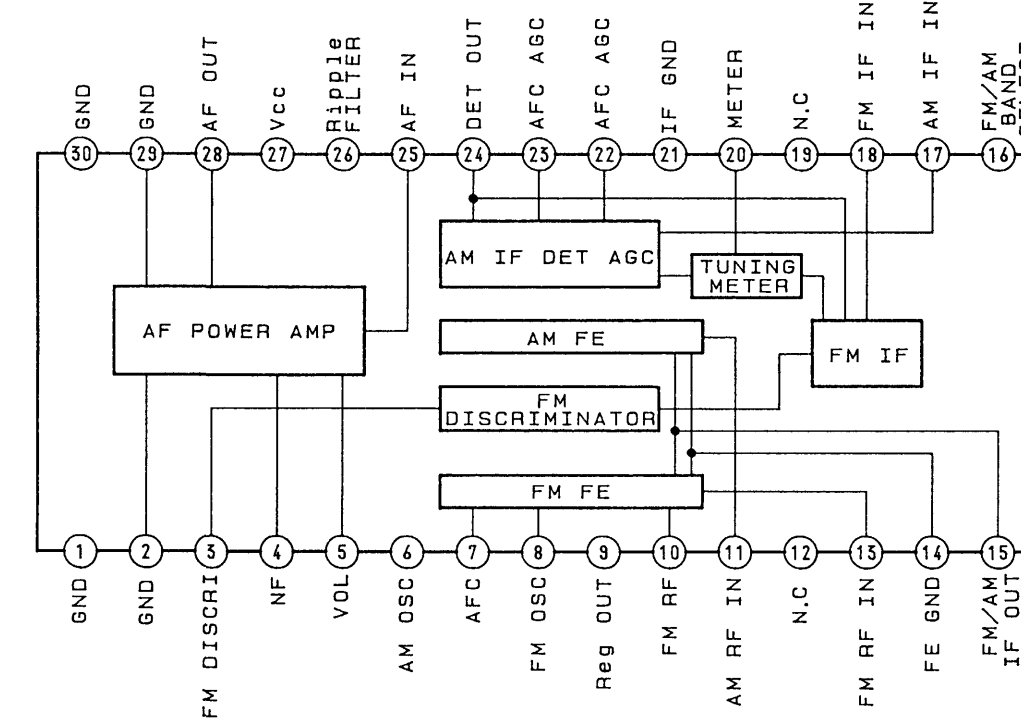 GND
GND
AF OUT
Vcc
Ripple
FILTER
AF IN
DET OUT
AFC AGC
AFC AGC
IF GND
METER
N.C
FM IF IN
AM IF IN
FM/AM
BAND
30
29
28
27
26
25
24
23
22
21
20
19
18
17
16
AM IF DET AGC
TUNING
METER
AF POWER AMP
AM FE
FM IF
FM
DISCRIMINATOR
FM FE
1
2
3
4
5
6
7
8
9
10
11
12
13
14
15
GND
GND
FM DISCRI
NF
VOL
AM OSC
AFC
FM OSC
Reg OUT
FM RF
AM RF IN
N.C
FM RF IN
FE GND
FM/AM
IF OUT